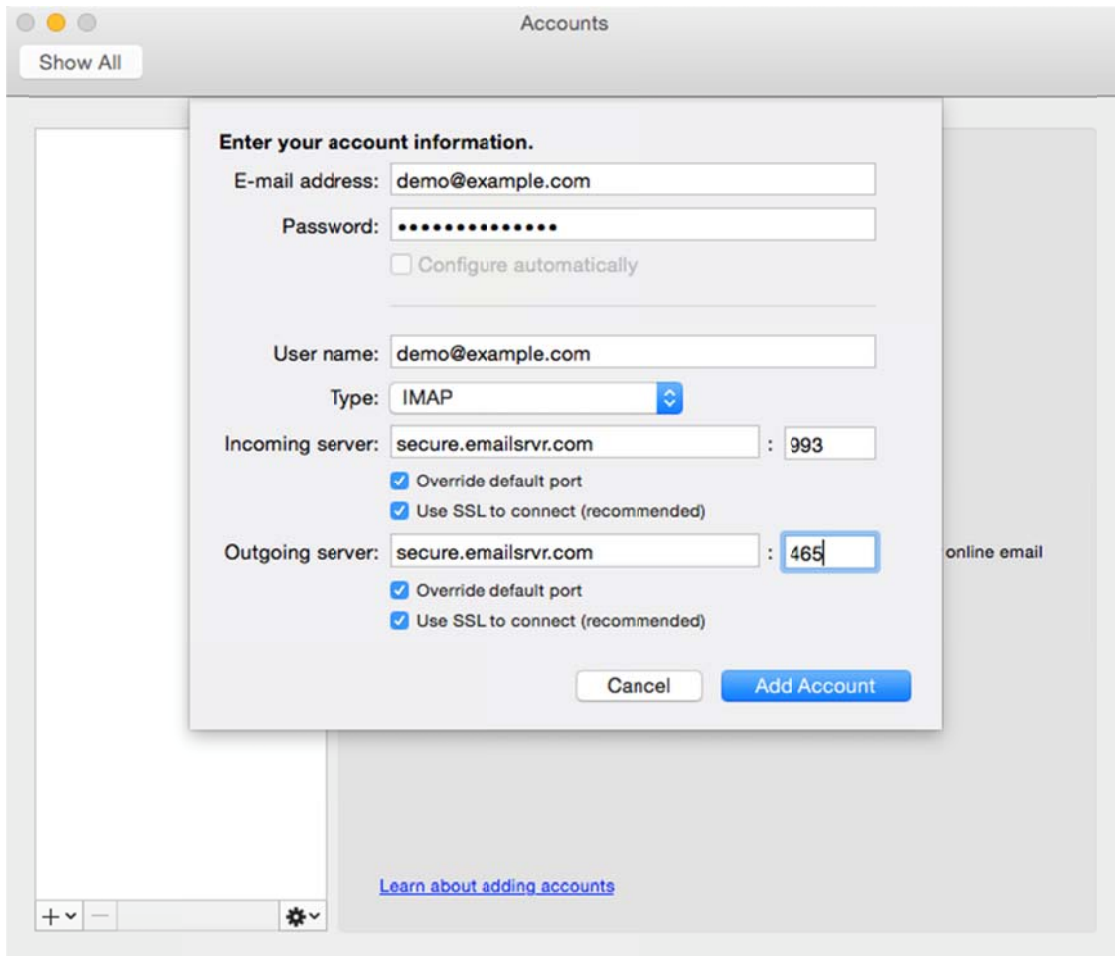 Accounts
Show All
Enter your account information.
E-mail address: demo@example.com
Password: ••••••••••••••
Configure automatically
User name: demo@example.com
Type: IMAP
Incoming server: secure.emailsrvr.com : 993
Override default port
Use SSL to connect (recommended)
Outgoing server: secure.emailsrvr.com : 465
online email
Override default port
Use SSL to connect (recommended)
Cancel Add Account
Learn about adding accounts